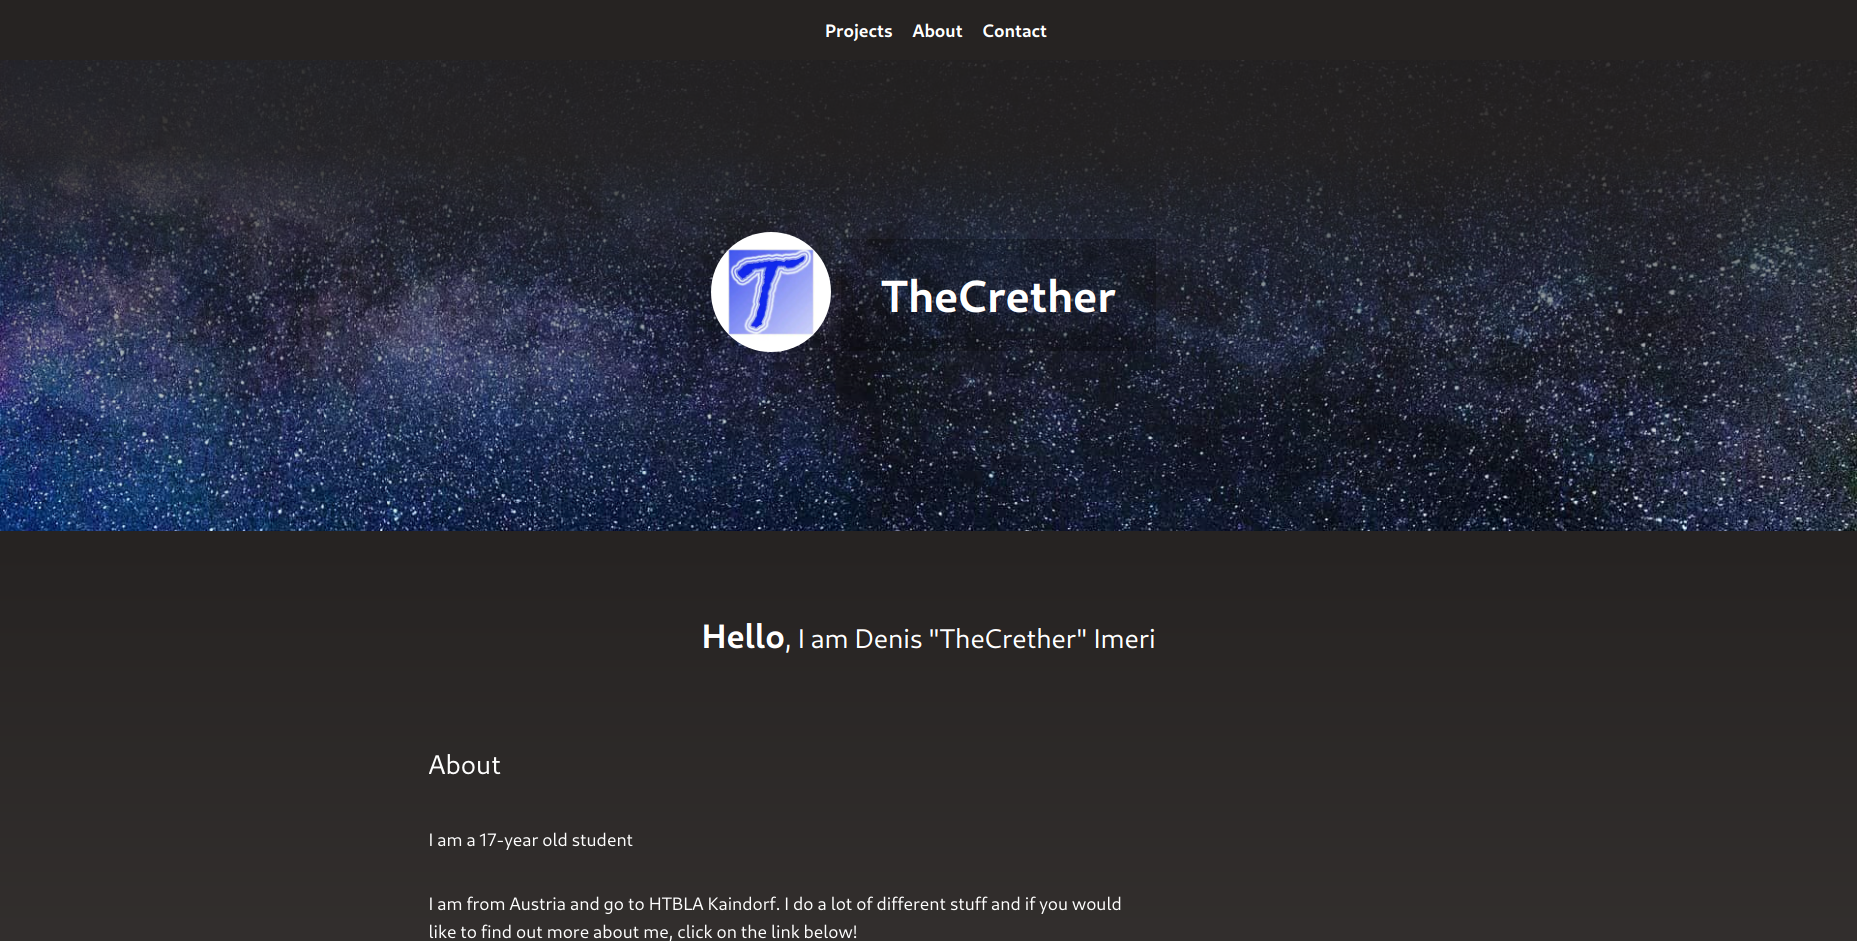 Projects About Contact
T
TheCrether
Hello, I am Denis "TheCrether" Imeri
About
I am a 17-year old student
I am from Austria and go to HTBLA Kaindorf. I do a lot of different stuff and if you would
like to find out more about me, click on the link below!